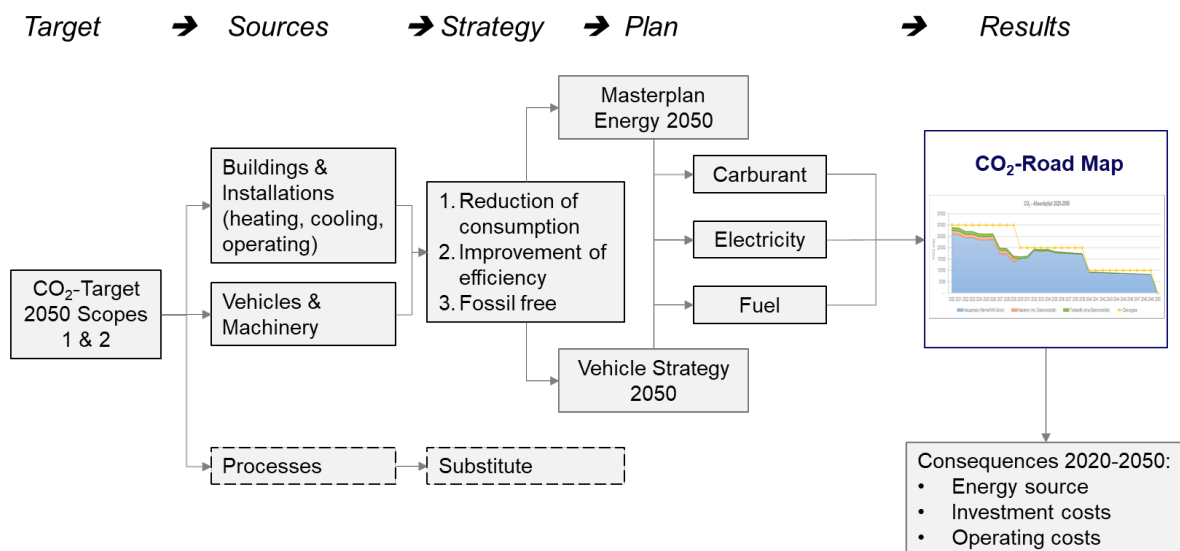 Target ➔ Sources ➔ Strategy ➔ Plan ➔ Results
Masterplan
Energy 2050
Buildings &
Installations
(heating, cooling,
operating)
Vehicles &
Machinery
CO₂-Target
2050 Scopes
1 & 2
Processes
1. Reduction of
consumption
2. Improvement of
efficiency
3. Fossil free
Substitute
Vehicle Strategy
2050
Carburant
Electricity
Fuel
CO₂-Road Map
Consequences 2020-2050:
• Energy source
• Investment costs
• Operating costs